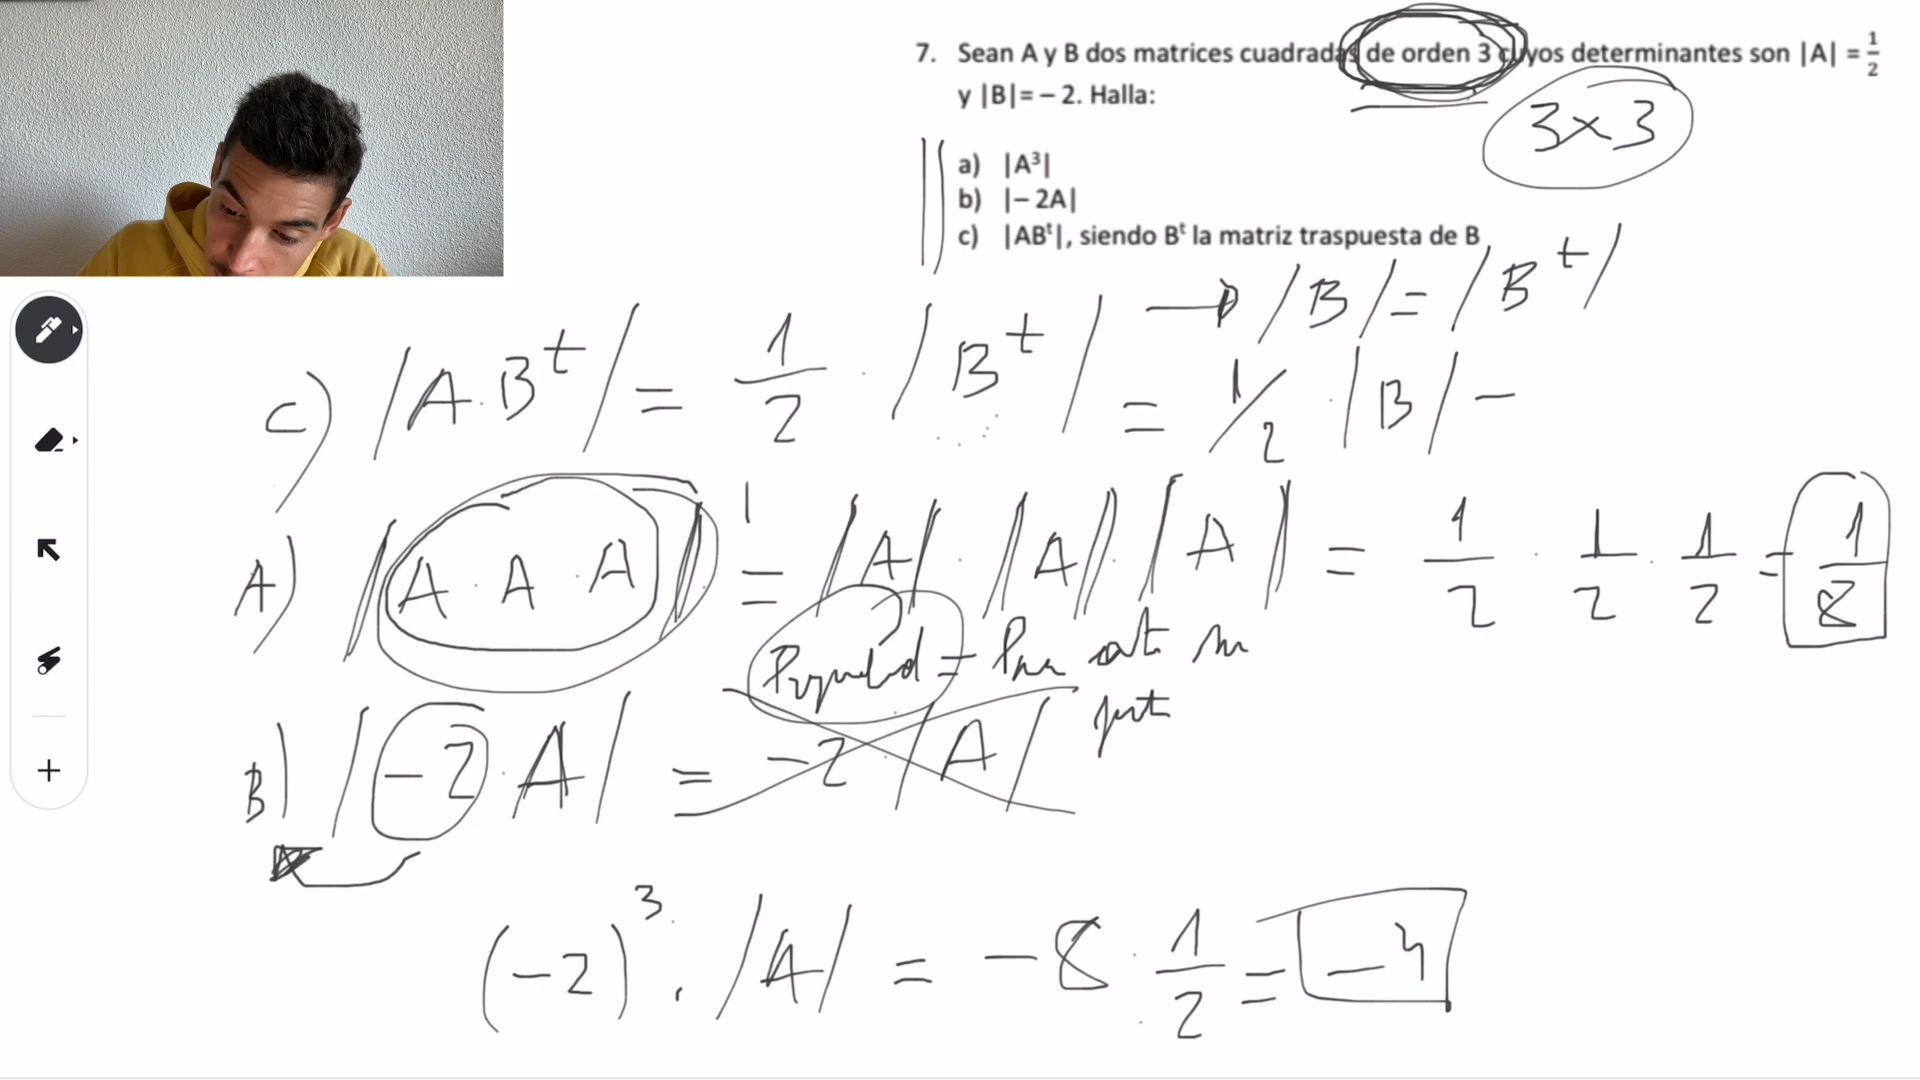 7. Sean A y B dos matrices cuadradas de orden 3 cuyos determinantes son |A| = 1/2
y |B|= – 2. Halla:
3x3
a) |A³|
b) |– 2A|
c) |ABᵗ|, siendo Bᵗ la matriz traspuesta de B
→ |B| = |Bᵗ|
C) |A·Bᵗ| = 1/2 · |Bᵗ| = 1/2 · |B| –
A) |A · A · A| = |A| · |A| · |A| = 1/2 · 1/2 · 1/2 = 1/8
B) |-2 · A| = -2 · |A|
(-2)³ · |A| = -8 · 1/2 = -4